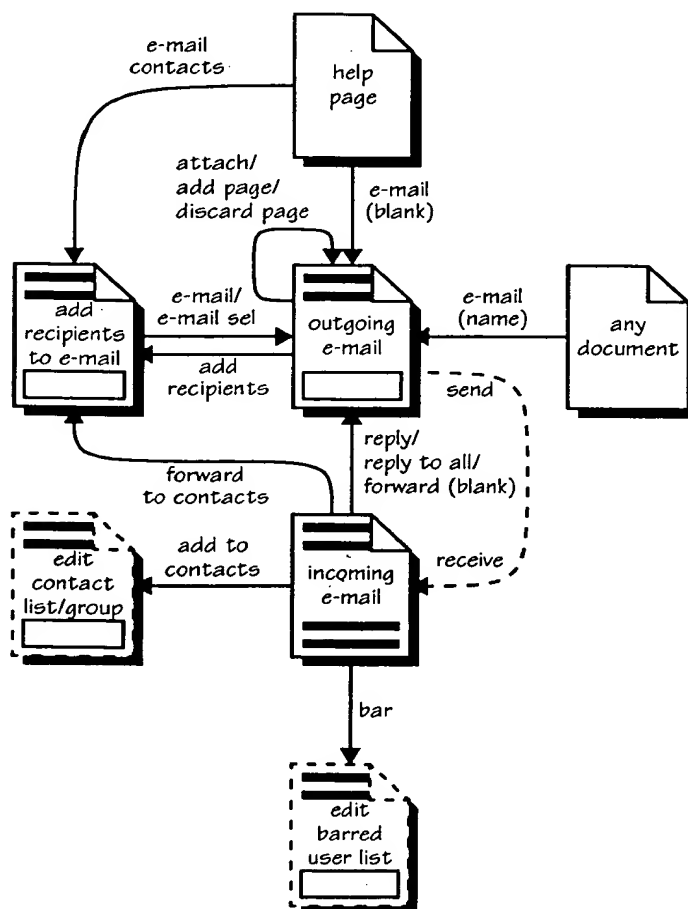 e-mail
contacts
help
page
attach/
add page/
discard page
e-mail
(blank)
add
recipients
to e-mail
e-mail/
e-mail sel
add
recipients
outgoing
e-mail
e-mail
(name)
any
document
send
reply/
reply to all/
forward (blank)
forward
to contacts
edit
contact
list/group
add to
contacts
incoming
e-mail
receive
bar
edit
barred
user list